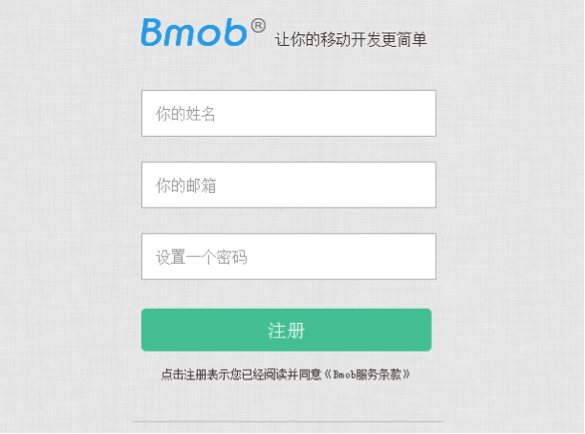 Bmob® 让你的移动开发更简单
你的姓名
你的邮箱
设置一个密码
注册
点击注册表示您已经阅读并同意《Bmob服务条款》